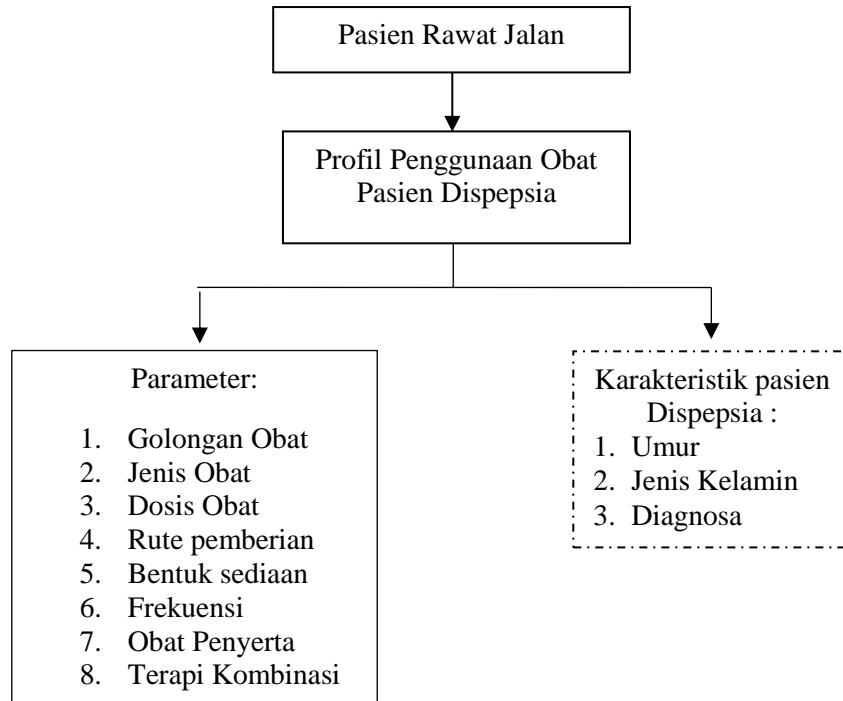 Pasien Rawat Jalan
Profil Penggunaan Obat
Pasien Dispepsia
Parameter:
1. Golongan Obat
2. Jenis Obat
3. Dosis Obat
4. Rute pemberian
5. Bentuk sediaan
6. Frekuensi
7. Obat Penyerta
8. Terapi Kombinasi
Karakteristik pasien
Dispepsia :
1. Umur
2. Jenis Kelamin
3. Diagnosa